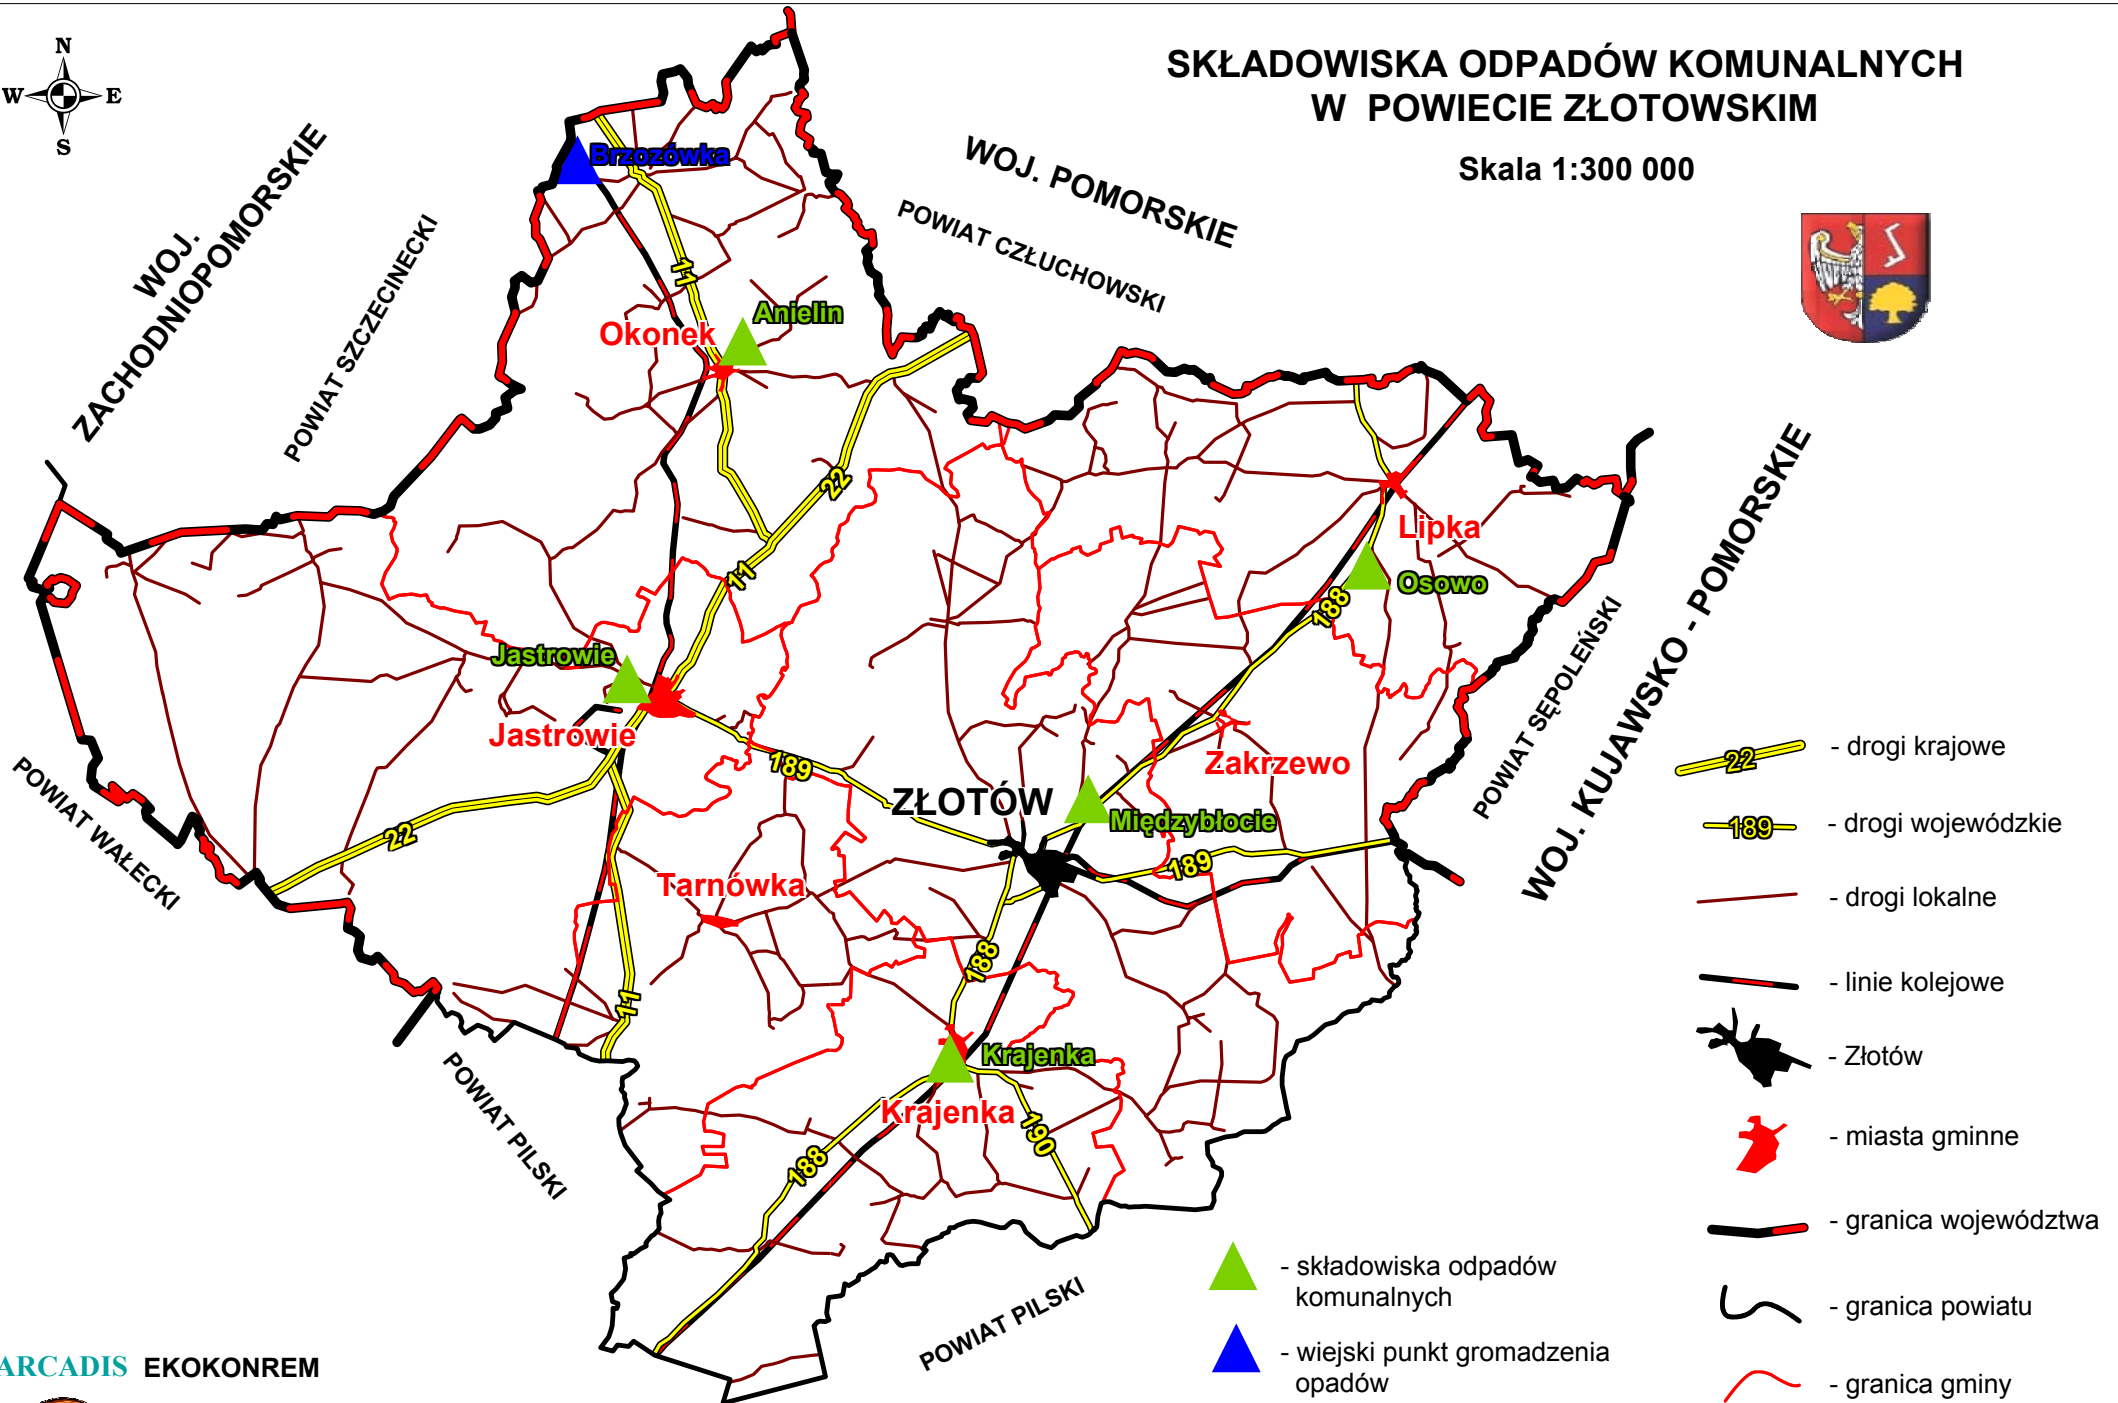 SKŁADOWISKA ODPADÓW KOMUNALNYCH
W POWIECIE ZŁOTOWSKIM
Skala 1:300 000
N
W
E
S
WOJ.
ZACHODNIOPOMORSKIE
POWIAT SZCZECINECKI
WOJ. POMORSKIE
POWIAT CZŁUCHOWSKI
Brzozówka
11
Anielin
Okonek
22
Lipka
11
Osowo
188
Jastrowie
Jastrowie
189
Zakrzewo
ZŁOTÓW
Międzybłocie
189
22
Tarnówka
188
11
Krajenka
Krajenka
190
188
POWIAT WAŁECKI
POWIAT PILSKI
POWIAT PILSKI
POWIAT SĘPOLEŃSKI
WOJ. KUJAWSKO - POMORSKIE
22 - drogi krajowe
189 - drogi wojewódzkie
- drogi lokalne
- linie kolejowe
- Złotów
- miasta gminne
- granica województwa
- granica powiatu
- granica gminy
- składowiska odpadów
komunalnych
- wiejski punkt gromadzenia
opadów
ARCADIS EKOKONREM